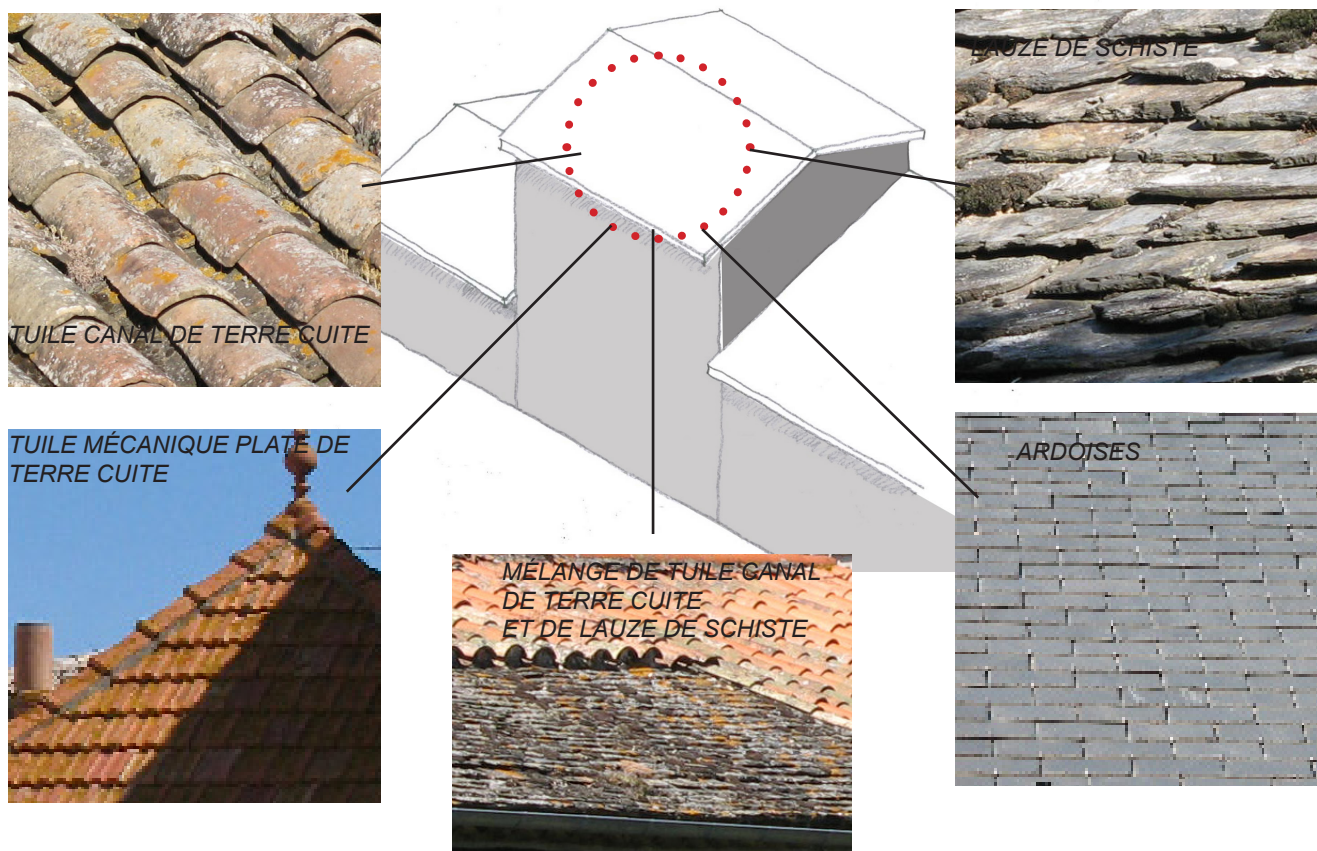 LAUZE DE SCHISTE
TUILE CANAL DE TERRE CUITE
TUILE MÉCANIQUE PLATE DE
TERRE CUITE
ARDOISES
MÉLANGE DE TUILE CANAL
DE TERRE CUITE
ET DE LAUZE DE SCHISTE